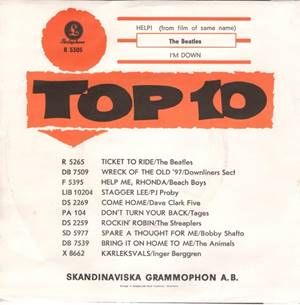 Parlophone
R 5305
HELP! (from film of same name)
The Beatles
I'M DOWN
TOP 10
R 5265 TICKET TO RIDE/The Beatles
DB 7509 WRECK OF THE OLD '97/Downliners Sect
F 5395 HELP ME, RHONDA/Beach Boys
LIB 10204 STAGGER LEE/PJ Proby
DS 2269 COME HOME/Dave Clark Five
PA 104 DON'T TURN YOUR BACK/Tages
DS 2259 ROCKIN' ROBIN/The Streaplers
SD 5977 SPARE A THOUGHT FOR ME/Bobby Shafto
DB 7539 BRING IT ON HOME TO ME/The Animals
X 8662 KÄRLEKSVALS/Inger Berggren
SKANDINAVISKA GRAMMOPHON A.B.